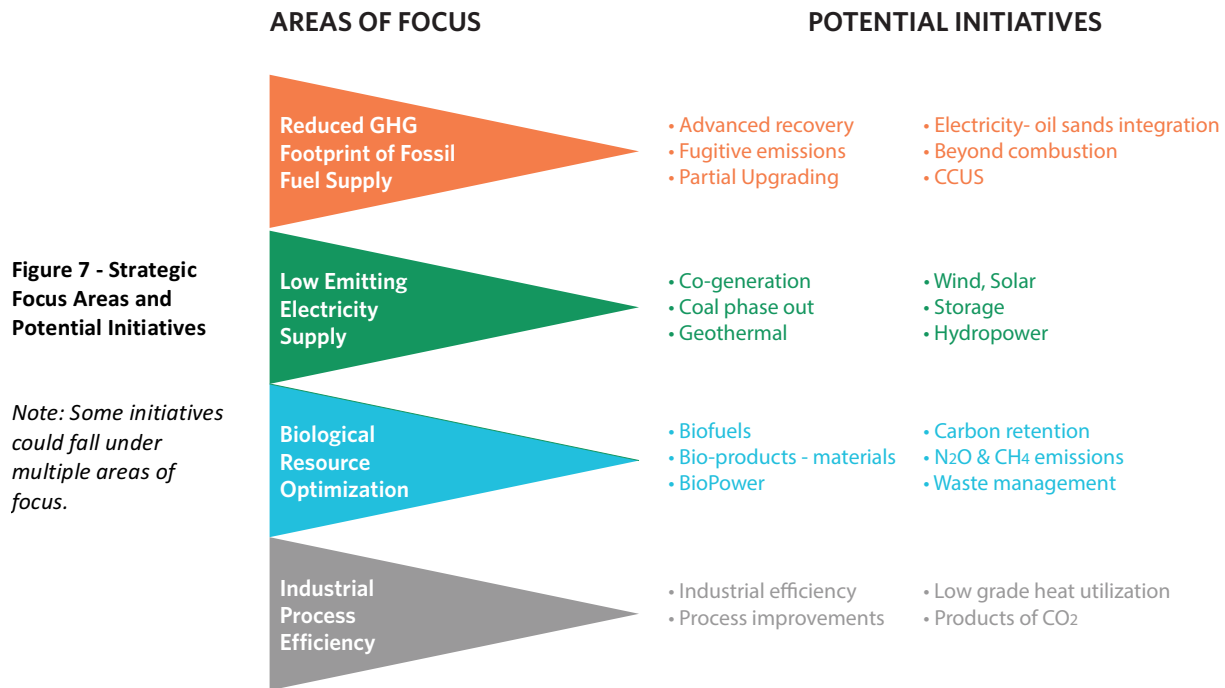 AREAS OF FOCUS
POTENTIAL INITIATIVES
Figure 7 - Strategic
Focus Areas and
Potential Initiatives
Note: Some initiatives
could fall under
multiple areas of
focus.
Reduced GHG
Footprint of Fossil
Fuel Supply
• Advanced recovery
• Fugitive emissions
• Partial Upgrading
• Electricity- oil sands integration
• Beyond combustion
• CCUS
Low Emitting
Electricity
Supply
• Co-generation
• Coal phase out
• Geothermal
• Wind, Solar
• Storage
• Hydropower
Biological
Resource
Optimization
• Biofuels
• Bio-products - materials
• BioPower
• Carbon retention
• N2O & CH4 emissions
• Waste management
Industrial
Process
Efficiency
• Industrial efficiency
• Process improvements
• Low grade heat utilization
• Products of CO2